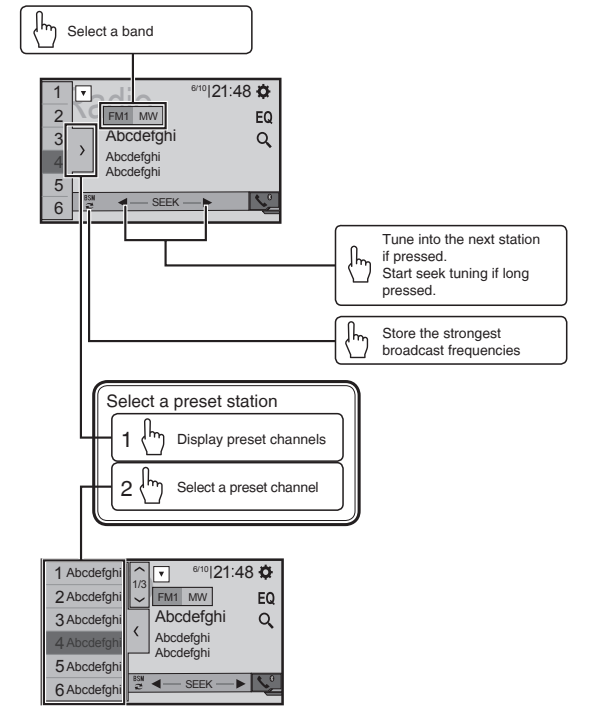 Select a band
Radio
1
2
3
4
5
6
6/10 21:48
FM1 MW
EQ
Abcdefghi
Abcdefghi
Abcdefghi
BSM
SEEK
Tune into the next station
if pressed.
Start seek tuning if long
pressed.
Store the strongest
broadcast frequencies
Select a preset station
1 Display preset channels
2 Select a preset channel
1 Abcdefghi
2 Abcdefghi
3 Abcdefghi
4 Abcdefghi
5 Abcdefghi
6 Abcdefghi
1/3
6/10 21:48
FM1 MW
EQ
Abcdefghi
Abcdefghi
Abcdefghi
BSM
SEEK